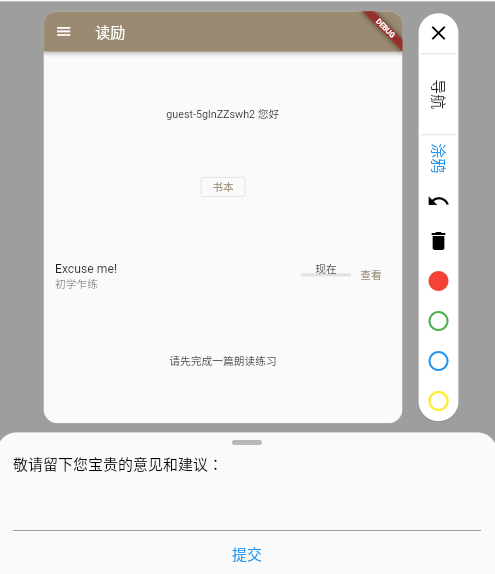 读励
DEBUG
guest-5glnZZswh2 您好
书本
Excuse me!
初学乍练
现在
查看
请先完成一篇朗读练习
导航
涂鸦
敬请留下您宝贵的意见和建议：
提交